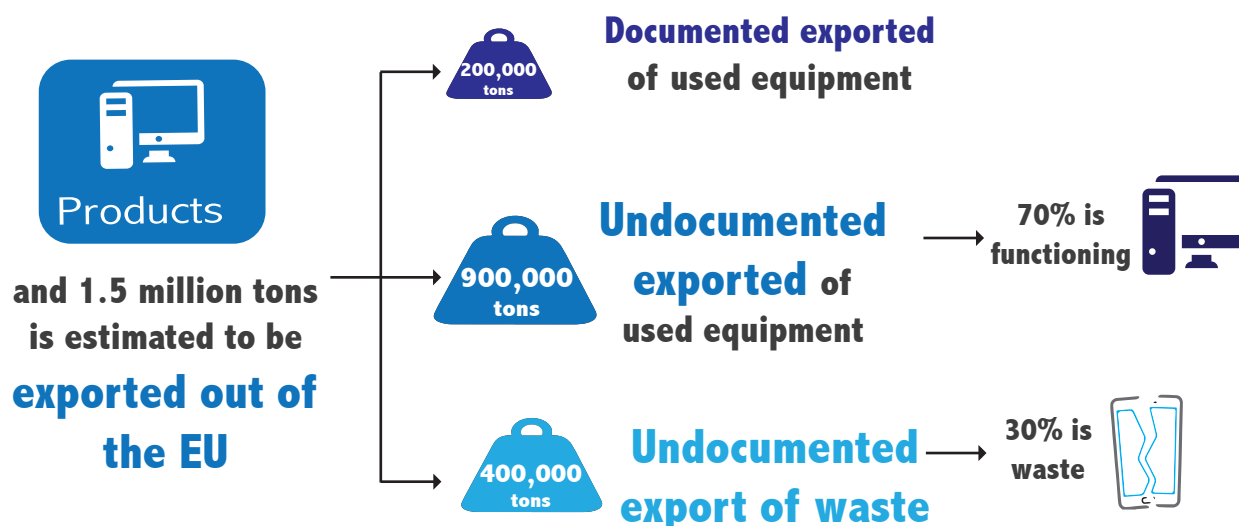 Products
and 1.5 million tons
is estimated to be
exported out of
the EU
200,000
tons
Documented exported
of used equipment
900,000
tons
Undocumented
exported of
used equipment
70% is
functioning
400,000
tons
Undocumented
export of waste
30% is
waste